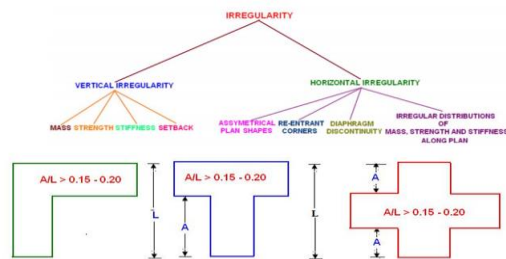 IRREGULARITY
VERTICAL IRREGULARITY
HORIZONTAL IRREGULARITY
MASS STRENGTH STIFFNESS SETBACK
ASSYMETRICAL
PLAN SHAPES
RE-ENTRANT
CORNERS
DIAPHRAGM
DISCONTINUITY
IRREGULAR DISTRIBUTIONS
OF
MASS, STRENGTH AND STIFFNESS
ALONG PLAN
A/L > 0.15 - 0.20
L
A/L > 0.15 - 0.20
A
L
A
A/L > 0.15 - 0.20
A